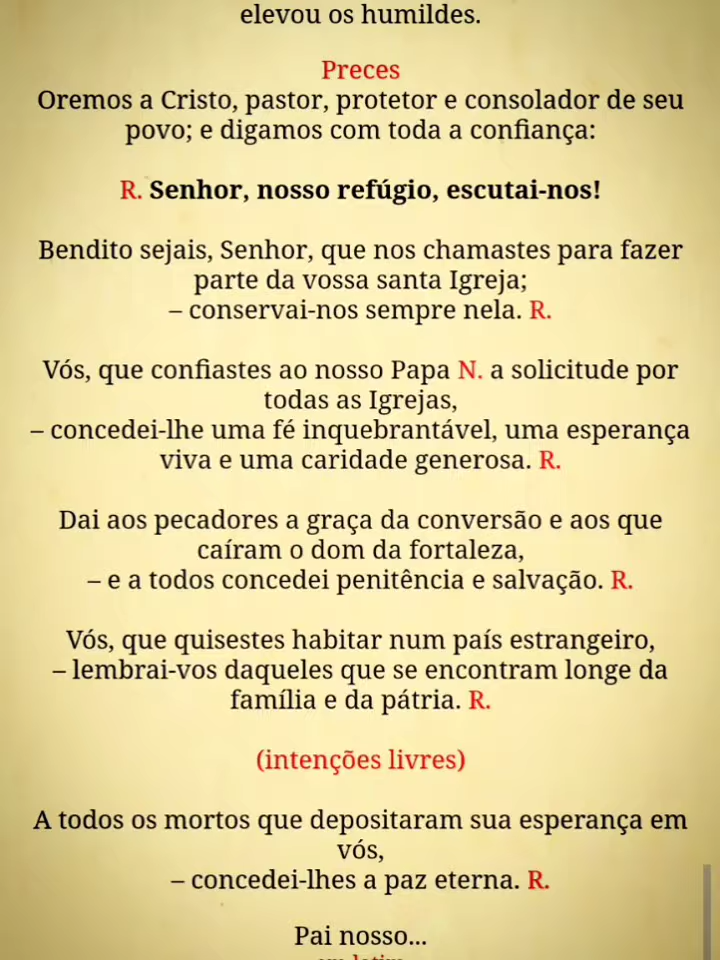 elevou os humildes.
Preces
Oremos a Cristo, pastor, protetor e consolador de seu
povo; e digamos com toda a confiança:
R. Senhor, nosso refúgio, escutai-nos!
Bendito sejais, Senhor, que nos chamastes para fazer
parte da vossa santa Igreja;
– conservai-nos sempre nela. R.
Vós, que confiastes ao nosso Papa N. a solicitude por
todas as Igrejas,
– concedei-lhe uma fé inquebrantável, uma esperança
viva e uma caridade generosa. R.
Dai aos pecadores a graça da conversão e aos que
caíram o dom da fortaleza,
– e a todos concedei penitência e salvação. R.
Vós, que quisestes habitar num país estrangeiro,
– lembrai-vos daqueles que se encontram longe da
família e da pátria. R.
(intenções livres)
A todos os mortos que depositaram sua esperança em
vós,
– concedei-lhes a paz eterna. R.
Pai nosso...